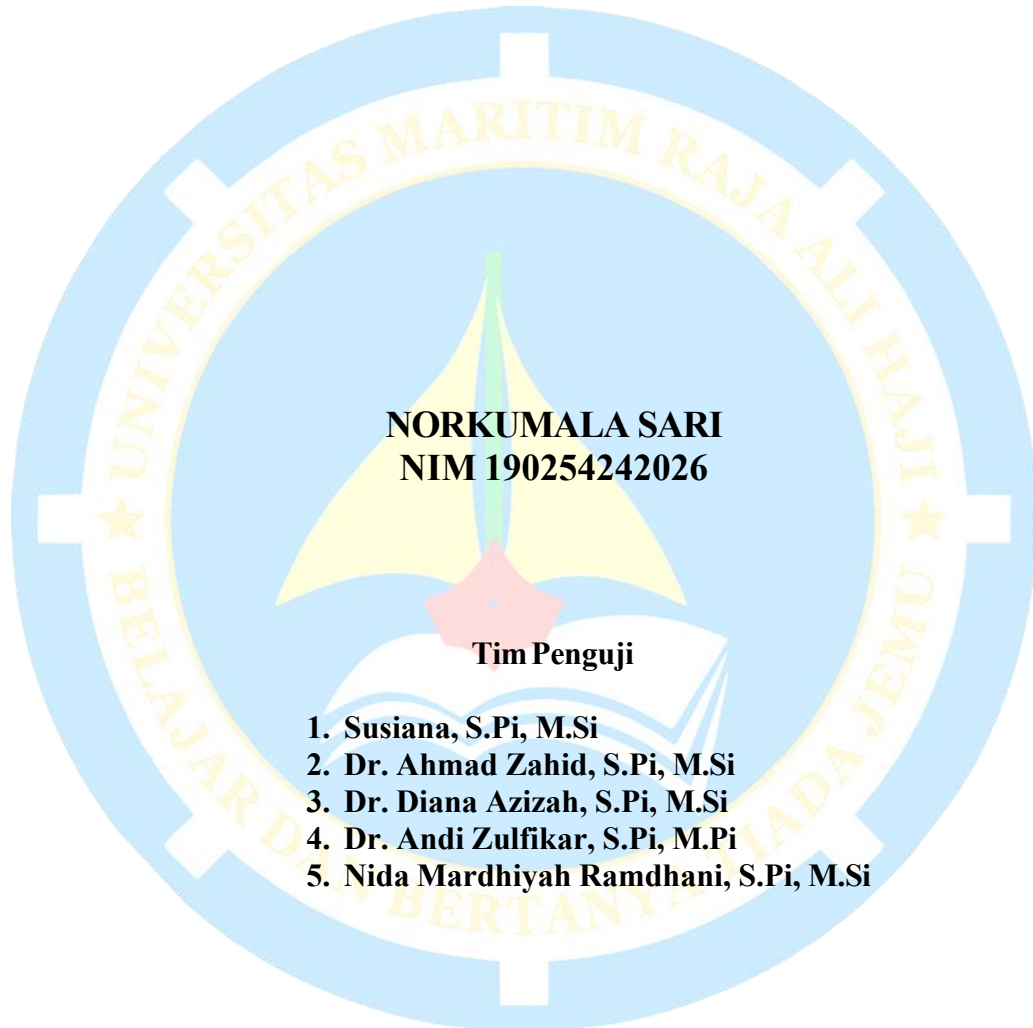 UNIVERSITAS MARITIM RAJA ALI HAJI
NORKUMALA SARI
NIM 190254242026
Tim Penguji
1. Susiana, S.Pi, M.Si
2. Dr. Ahmad Zahid, S.Pi, M.Si
3. Dr. Diana Azizah, S.Pi, M.Si
4. Dr. Andi Zulfikar, S.Pi, M.Pi
5. Nida Mardhiyah Ramdhani, S.Pi, M.Si
BELAJAR DAN BERTANYA TIADA JEMU